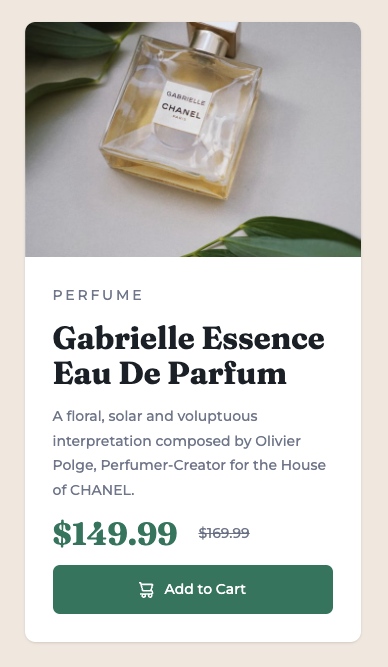 GABRIELLE
CHANEL
PARIS
PERFUME
Gabrielle Essence
Eau De Parfum
A floral, solar and voluptuous
interpretation composed by Olivier
Polge, Perfumer-Creator for the House
of CHANEL.
$149.99 $169.99
Add to Cart